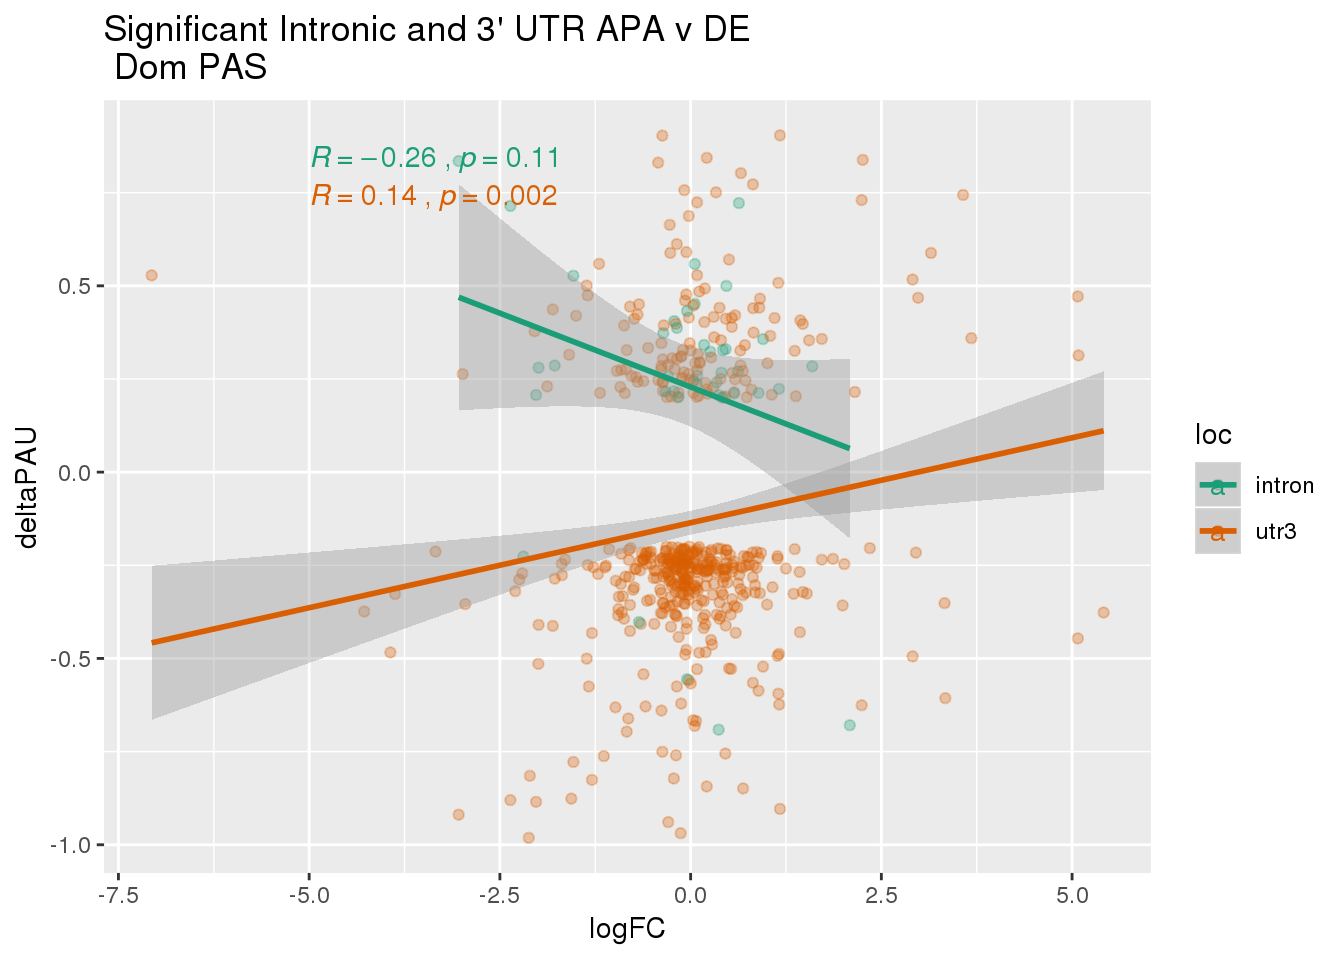 Significant Intronic and 3' UTR APA v DE
Dom PAS
R = −0.26 , p = 0.11
R = 0.14 , p = 0.002
deltaPAU
0.5
0.0
-0.5
-1.0
-7.5 -5.0 -2.5 0.0 2.5 5.0
logFC
loc
a intron
a utr3